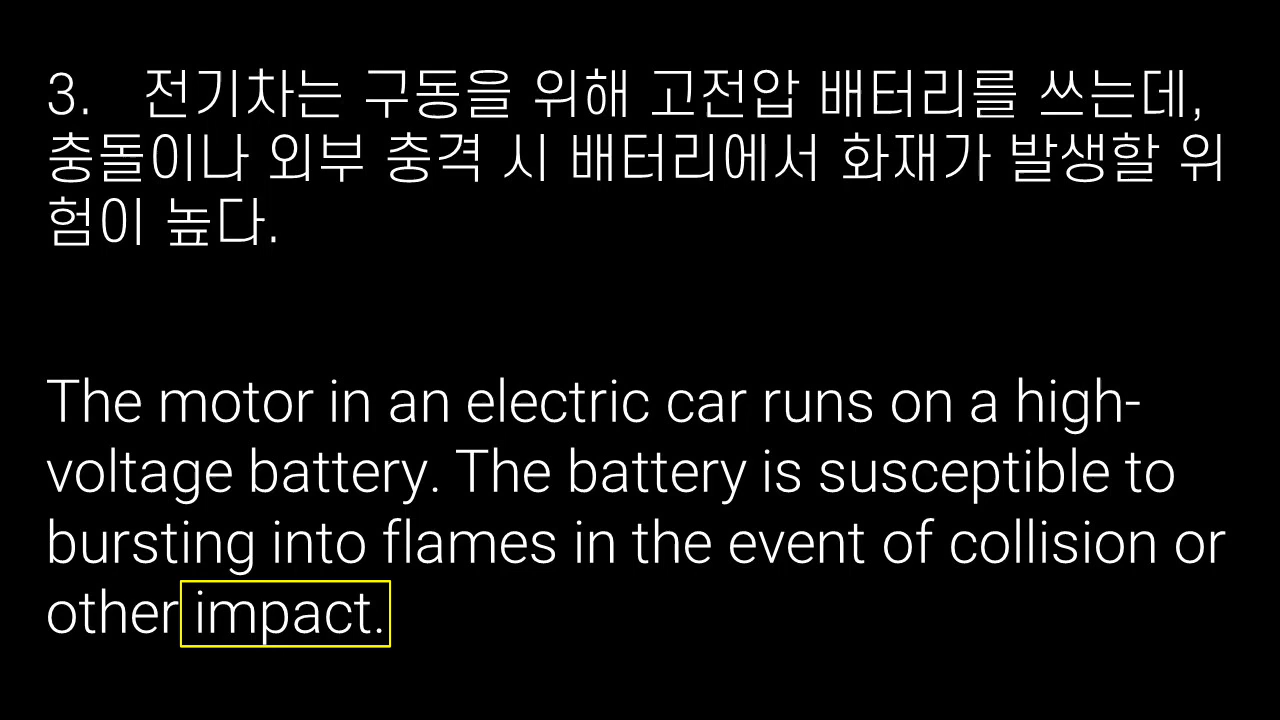 3. 전기차는 구동을 위해 고전압 배터리를 쓰는데,
충돌이나 외부 충격 시 배터리에서 화재가 발생할 위
험이 높다.
The motor in an electric car runs on a high-
voltage battery. The battery is susceptible to
bursting into flames in the event of collision or
other impact.